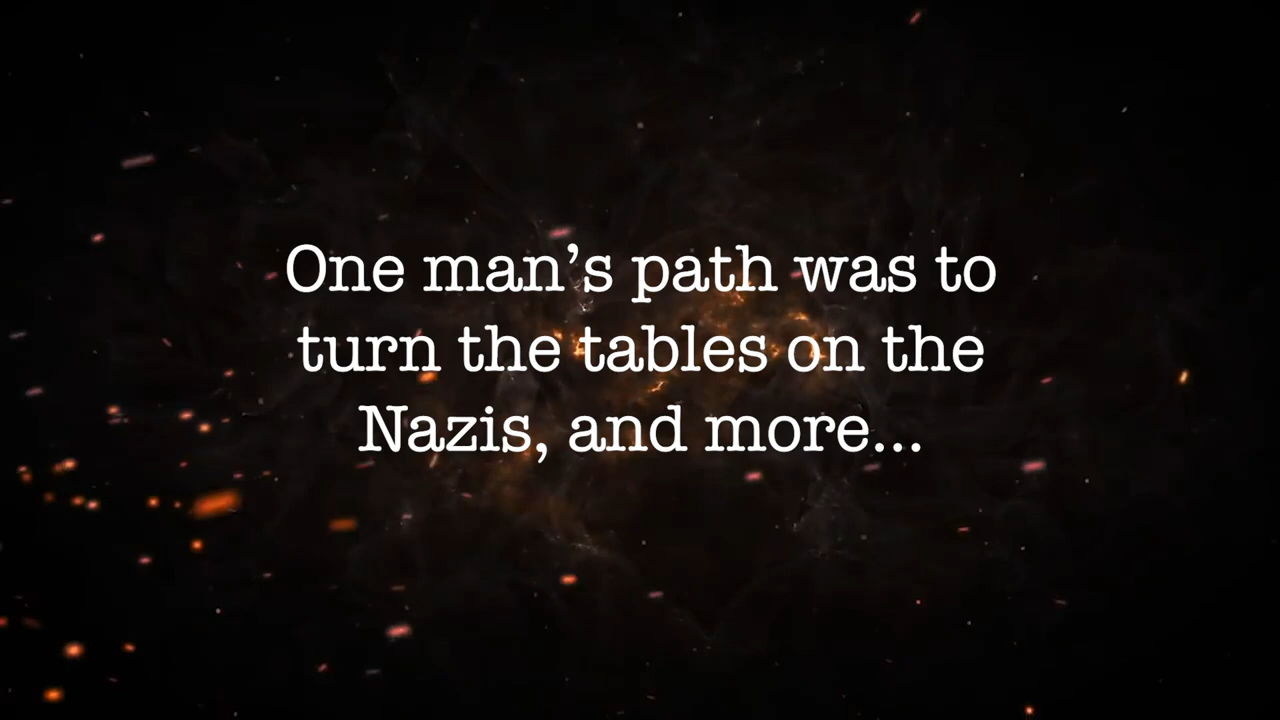 One man’s path was to
turn the tables on the
Nazis, and more...